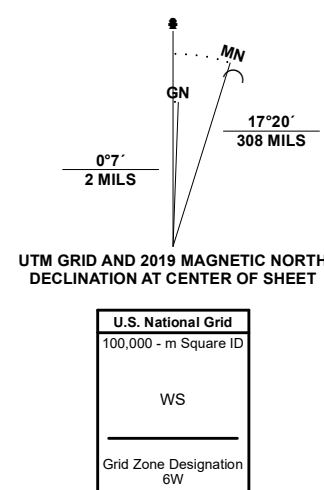 MN
GN
17°20´
308 MILS
0°7´
2 MILS
UTM GRID AND 2019 MAGNETIC NORTH
DECLINATION AT CENTER OF SHEET
U.S. National Grid
100,000 - m Square ID
WS
Grid Zone Designation
6W